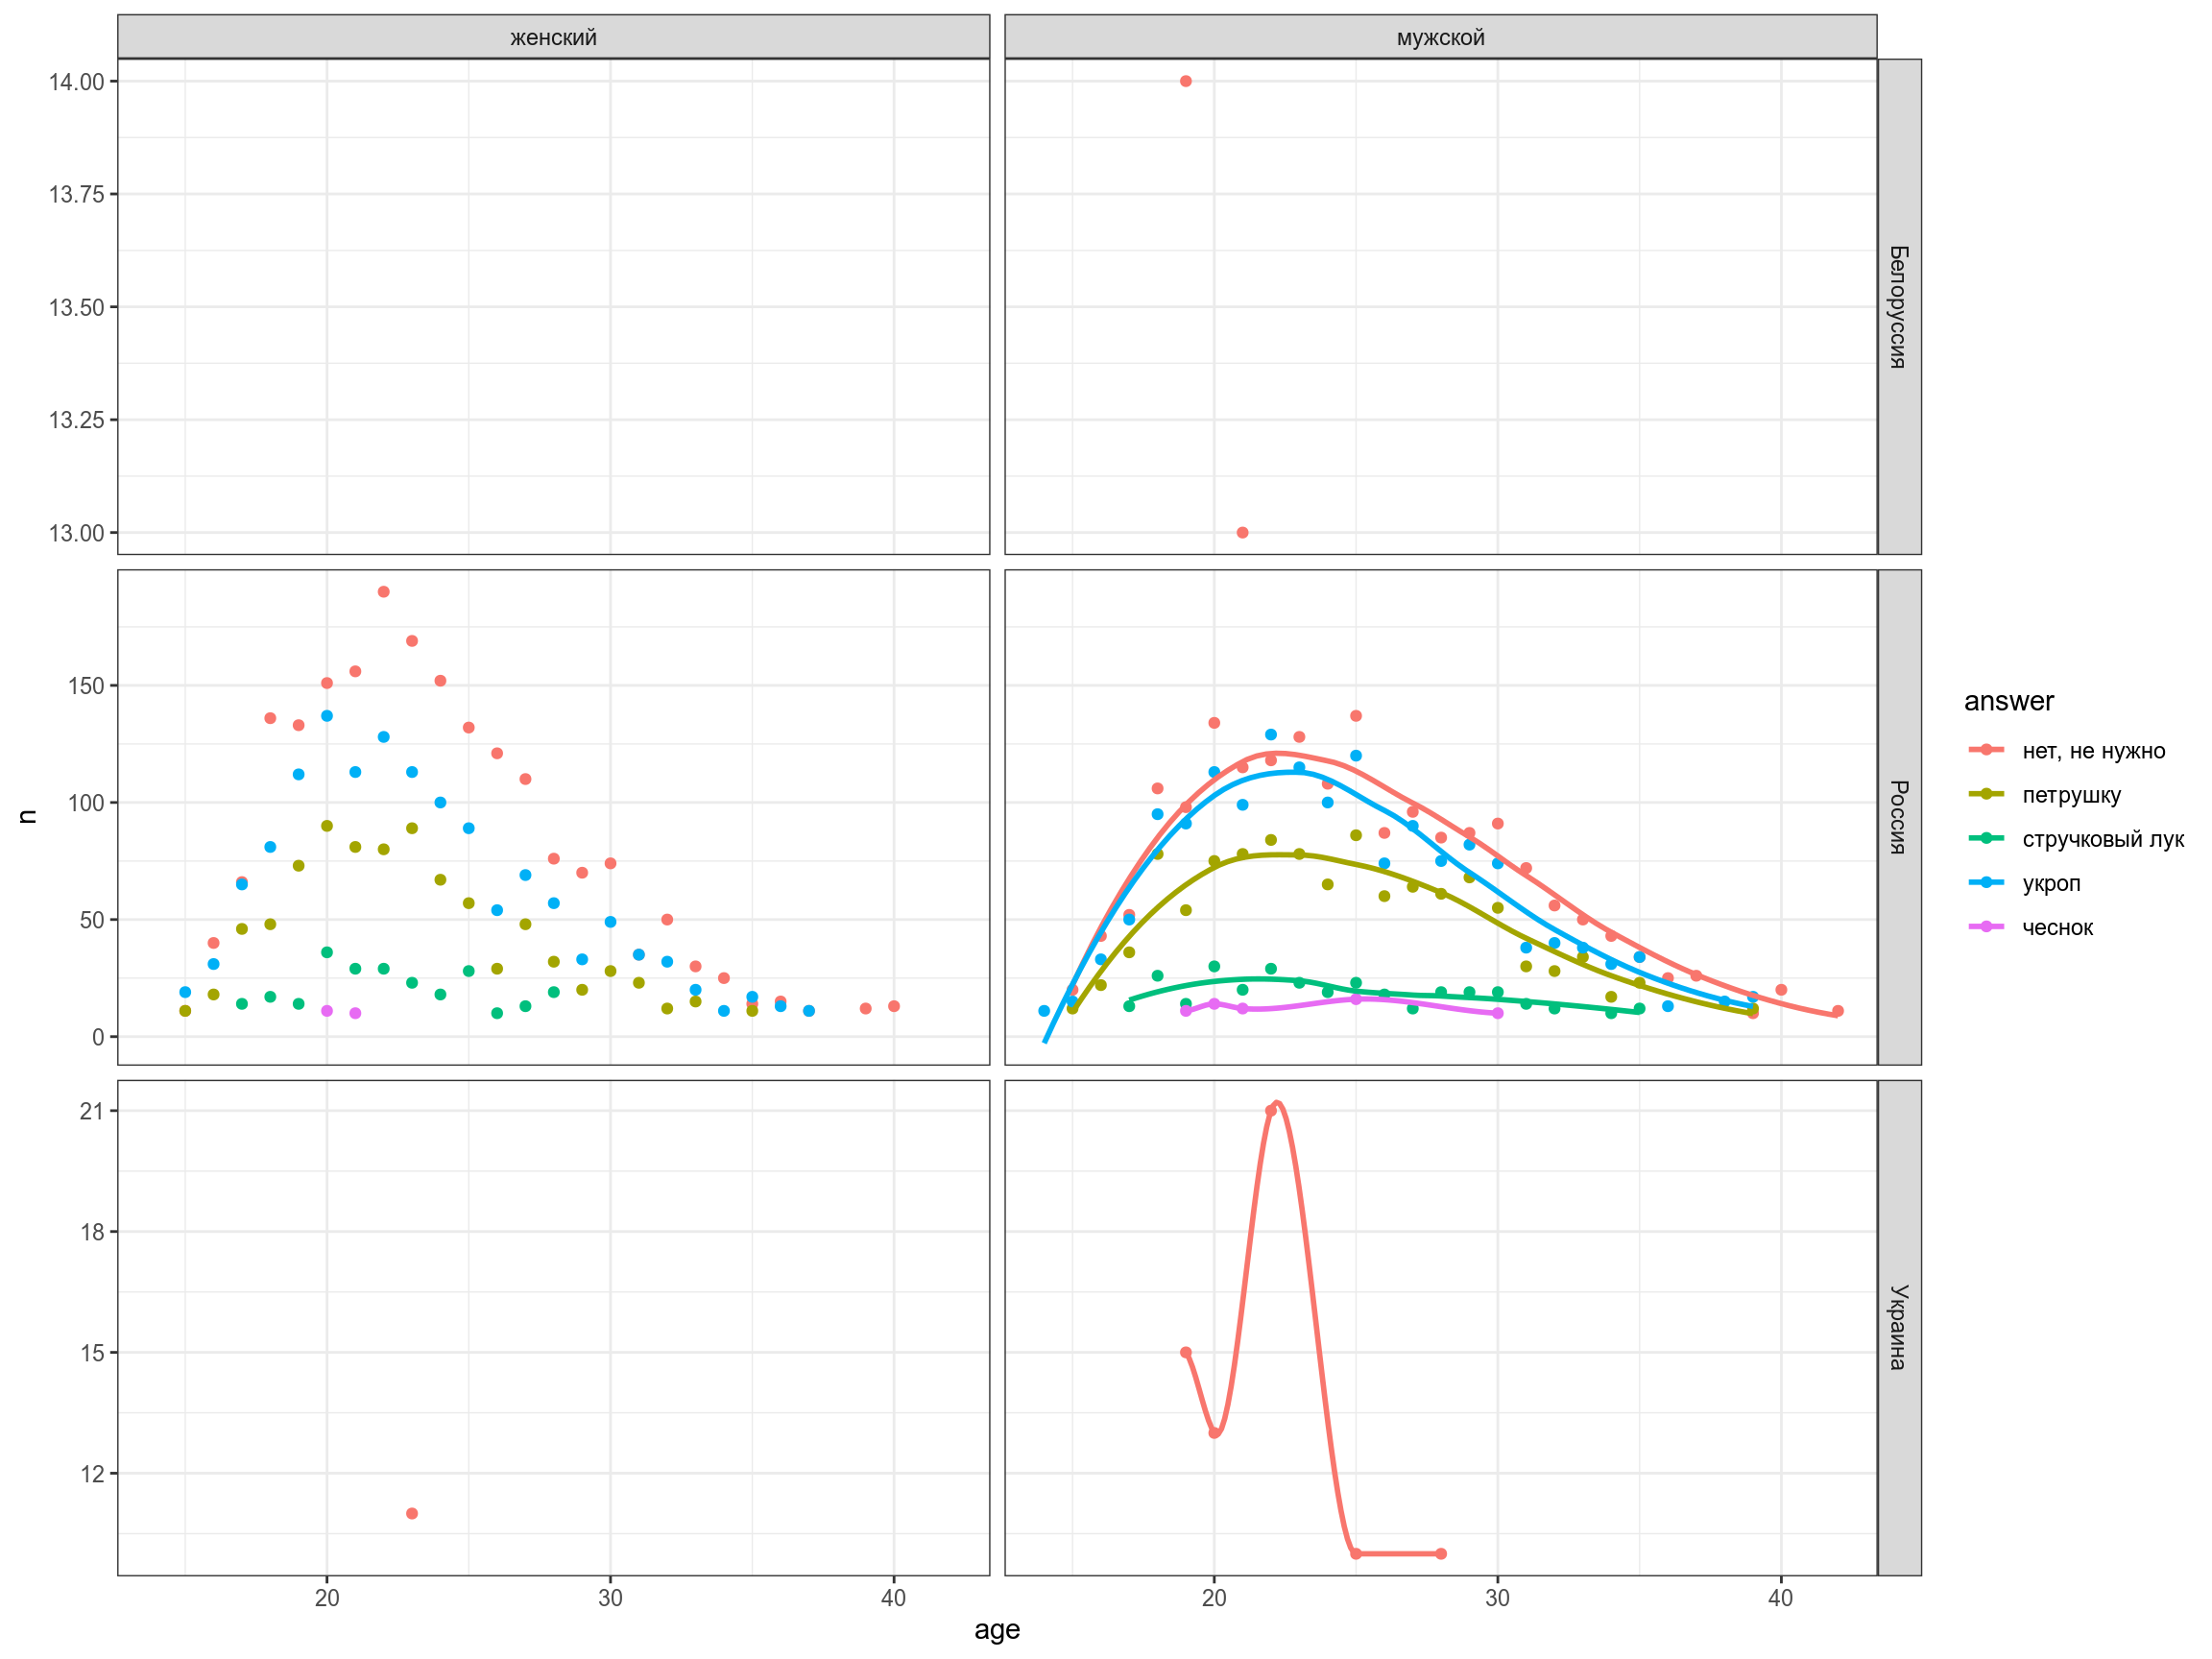 женский
мужской
14.00
13.75
13.50
13.25
13.00
Белоруссия
150
100
50
0
Россия
21
18
15
12
Украина
20
30
40
20
30
40
age
n
answer
нет, не нужно
петрушку
стручковый лук
укроп
чеснок